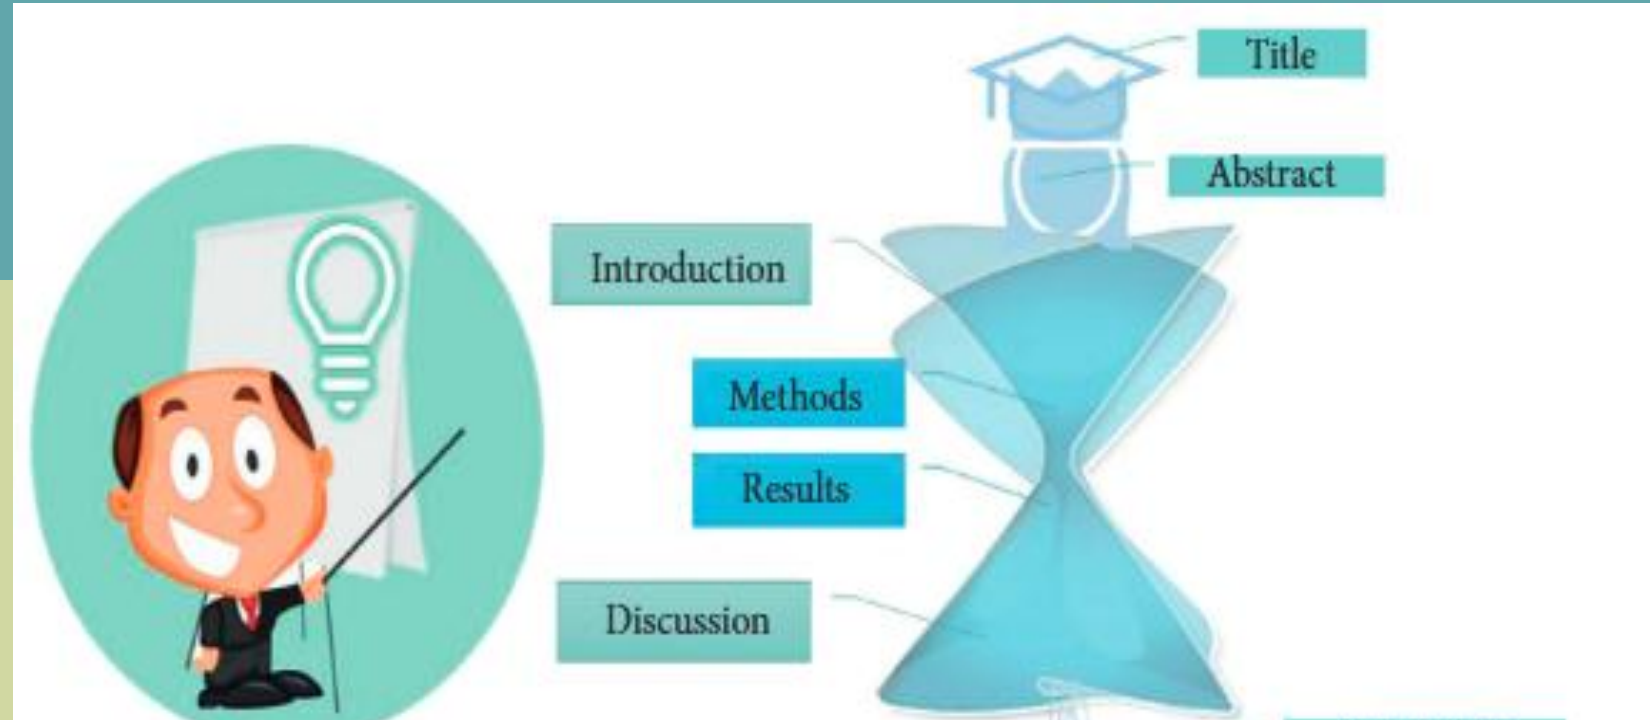 Title
Abstract
Introduction
Methods
Results
Discussion